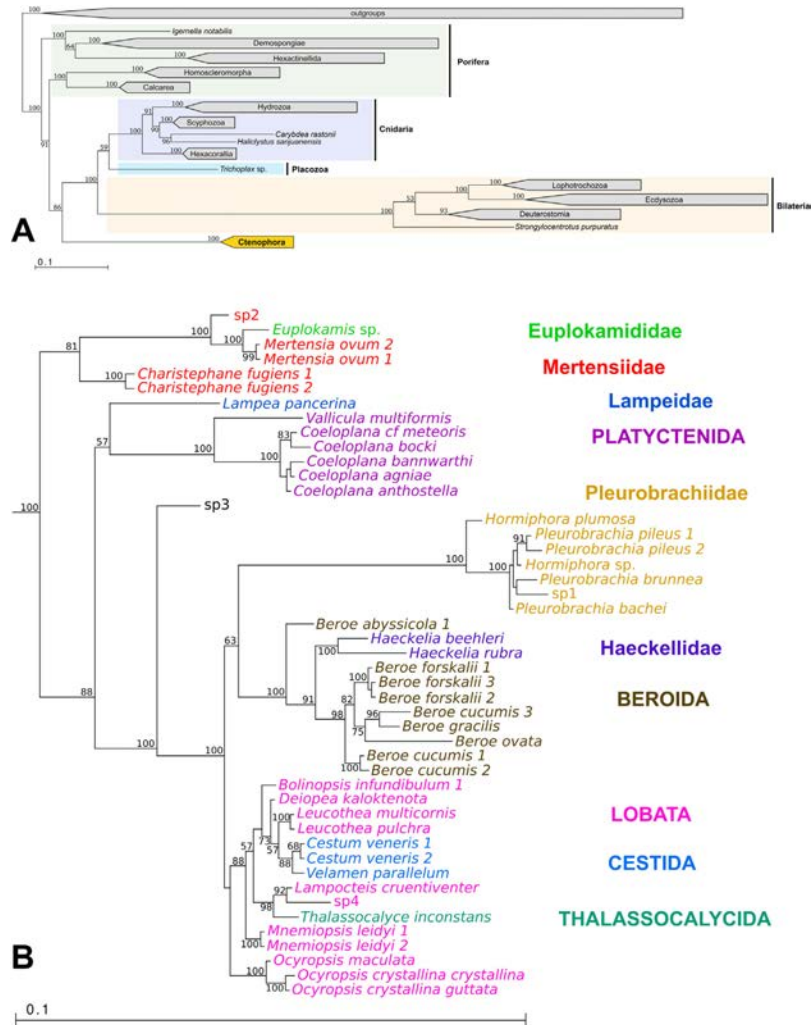 100
outgroups
Igernella notabilis
100
64
100
Demospongiae
100
Hexactinellida
Porifera
100
100
Homoscleromorpha
100
Calcarea
91
100
Hydrozoa
100
91
100
Scyphozoa
90
Carybdea rastonii
96
Haliclystus sanjuanensis
Cnidaria
59
100
Hexacorallia
Trichoplax sp.
Placozoa
100
66
100
Lophotrochozoa
100
100
Ecdysozoa
53
93
Deuterostomia
100
Strongylocentrotus purpuratus
Bilateria
A
100
Ctenophora
0.1
sp2
100
Euplokamis sp.
Euplokamididae
81
100
Mertensia ovum 2
99
Mertensia ovum 1
Mertensiidae
100
Charistephane fugiens 1
Charistephane fugiens 2
Lampea pancerina
Lampeidae
57
Vallicula multiformis
83
Coeloplana cf meteoris
PLATYCTENIDA
100
Coeloplana bocki
100
Coeloplana bannwarthi
Coeloplana agniae
Coeloplana anthostella
Pleurobrachiidae
100
sp3
Hormiphora plumosa
91
Pleurobrachia pileus 1
Pleurobrachia pileus 2
100
100
Hormiphora sp.
Pleurobrachia brunnea
sp1
Pleurobrachia bachei
63
Beroe abyssicola 1
Haeckelia beehleri
Haeckellidae
100
Haeckelia rubra
100
Beroe forskalii 1
88
91
100
Beroe forskalii 3
82
Beroe forskalii 2
BEROIDA
98
96
Beroe cucumis 3
75
Beroe gracilis
100
100
Beroe ovata
Beroe cucumis 1
100
Beroe cucumis 2
Bolinopsis infundibulum 1
Deiopea kaloktenota
100
Leucothea multicornis
LOBATA
57
73
57
Leucothea pulchra
68
Cestum veneris 1
88
88
Cestum veneris 2
CESTIDA
Velamen parallelum
92
Lampocteis cruentiventer
98
sp4
Thalassocalyce inconstans
THALASSOCALYCIDA
Mnemiopsis leidyi 1
100
Mnemiopsis leidyi 2
Ocyropsis maculata
100
Ocyropsis crystallina crystallina
Ocyropsis crystallina guttata
B
0.1